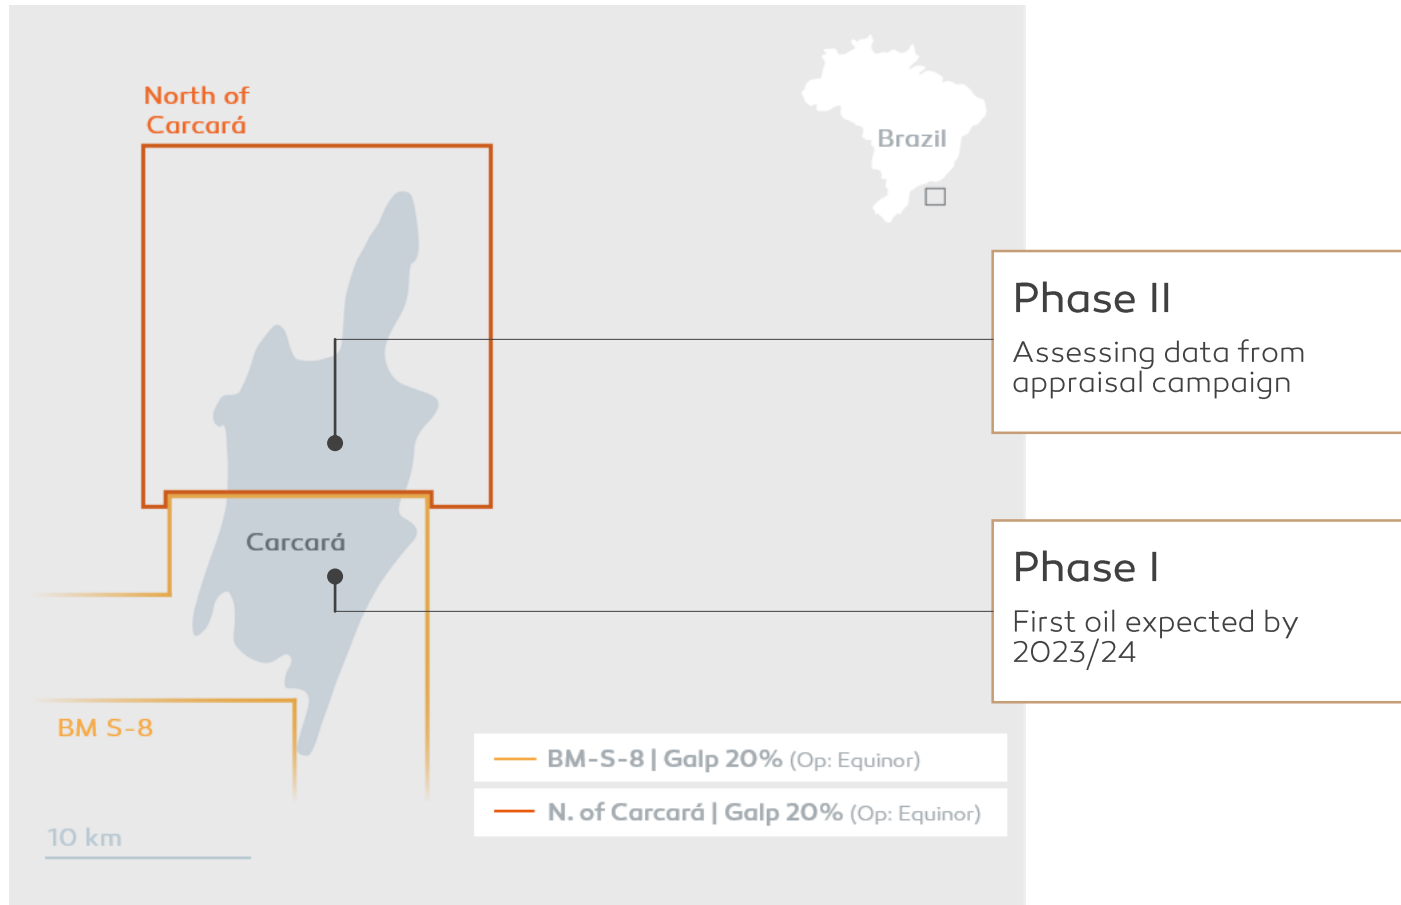 North of
Carcará
Brazil
Phase II
Assessing data from
appraisal campaign
Carcará
Phase I
First oil expected by
2023/24
BM S-8
BM-S-8 | Galp 20% (Op: Equinor)
N. of Carcará | Galp 20% (Op: Equinor)
10 km